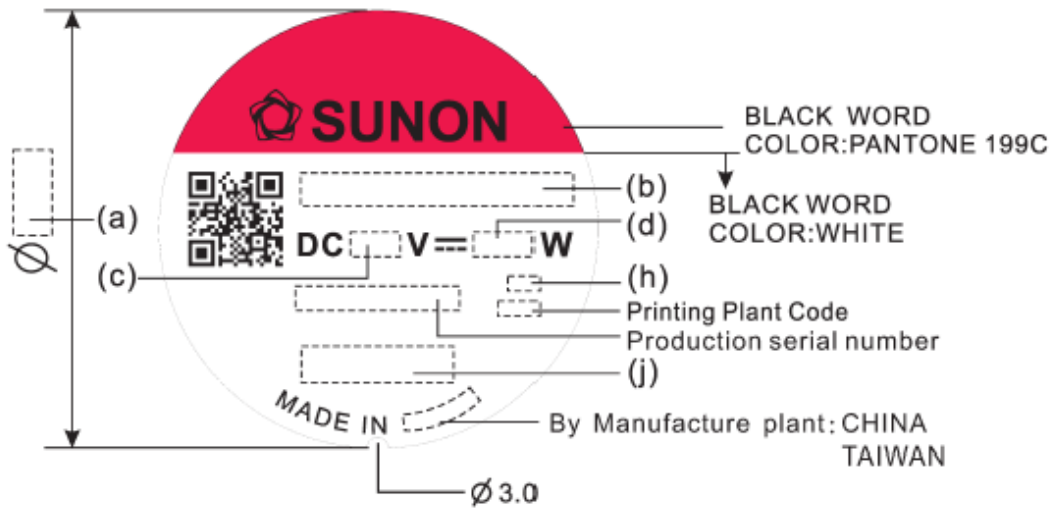 SUNON
BLACK WORD
COLOR:PANTONE 199C
(b)
BLACK WORD
COLOR:WHITE
(a)
(d)
DC V W
Ø
(c)
(h)
Printing Plant Code
Production serial number
(j)
MADE IN
By Manufacture plant: CHINA
TAIWAN
Ø 3.0